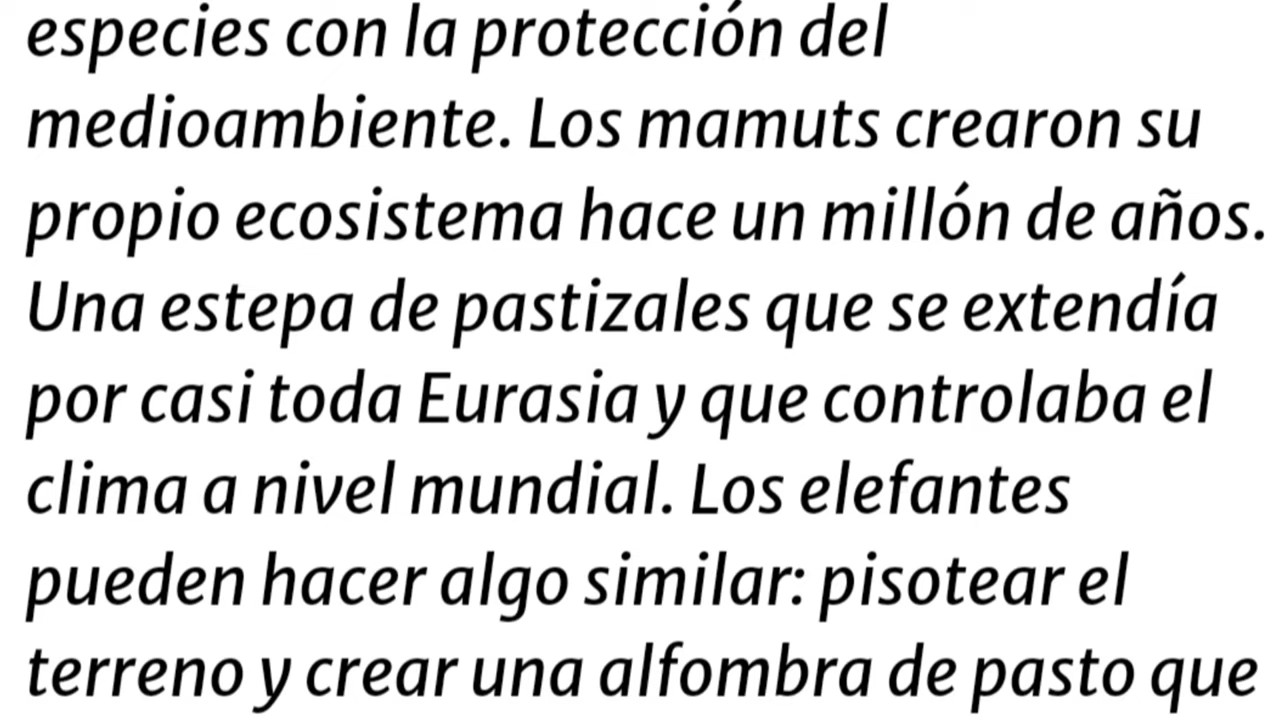 especies con la protección del
medioambiente. Los mamuts crearon su
propio ecosistema hace un millón de años.
Una estepa de pastizales que se extendía
por casi toda Eurasia y que controlaba el
clima a nivel mundial. Los elefantes
pueden hacer algo similar: pisotear el
terreno y crear una alfombra de pasto que